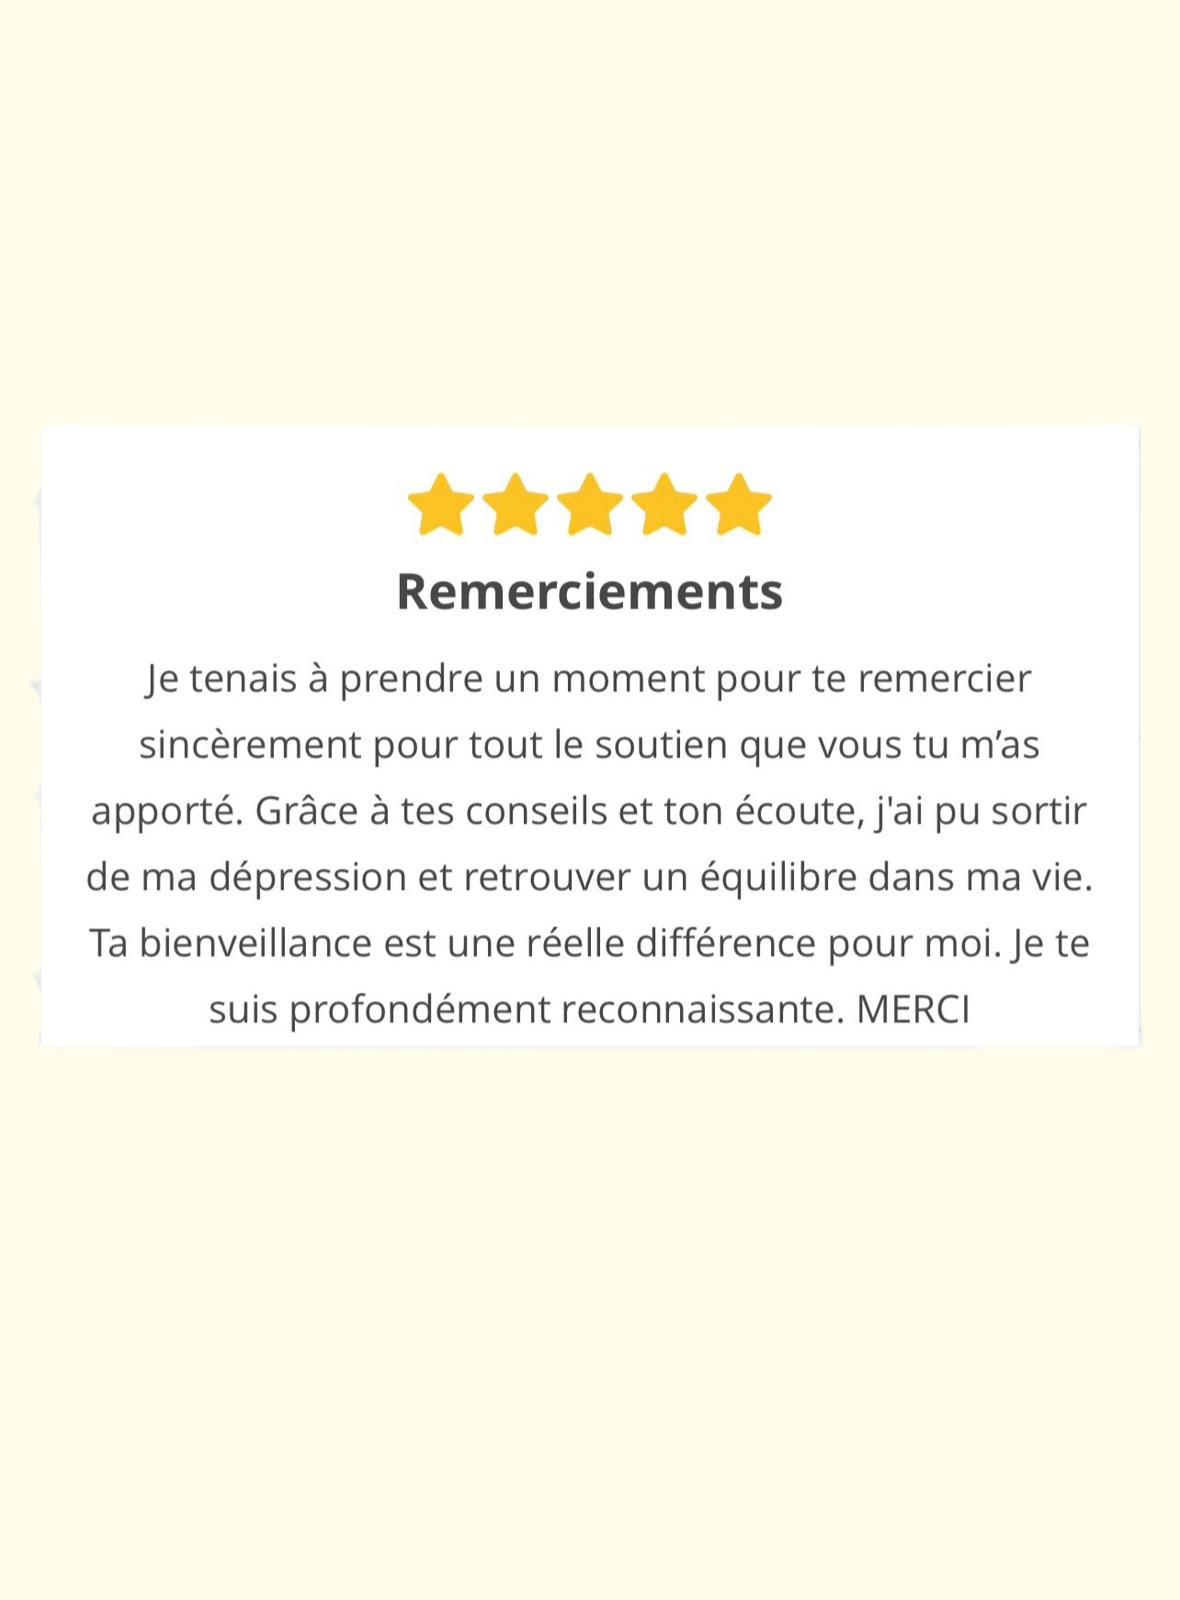 Remerciements
Je tenais à prendre un moment pour te remercier
sincèrement pour tout le soutien que vous tu m’as
apporté. Grâce à tes conseils et ton écoute, j'ai pu sortir
de ma dépression et retrouver un équilibre dans ma vie.
Ta bienveillance est une réelle différence pour moi. Je te
suis profondément reconnaissante. MERCI